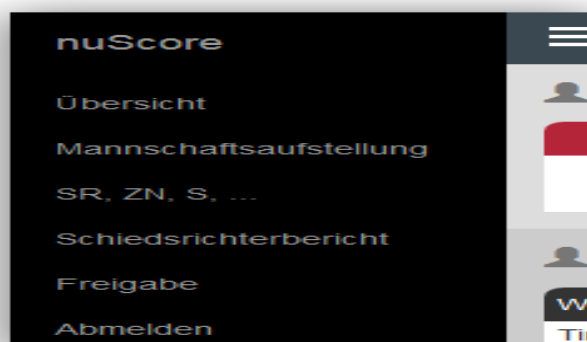 nuScore
Übersicht
Mannschaftsaufstellung
SR, ZN, S, ...
Schiedsrichterbericht
Freigabe
Abmelden